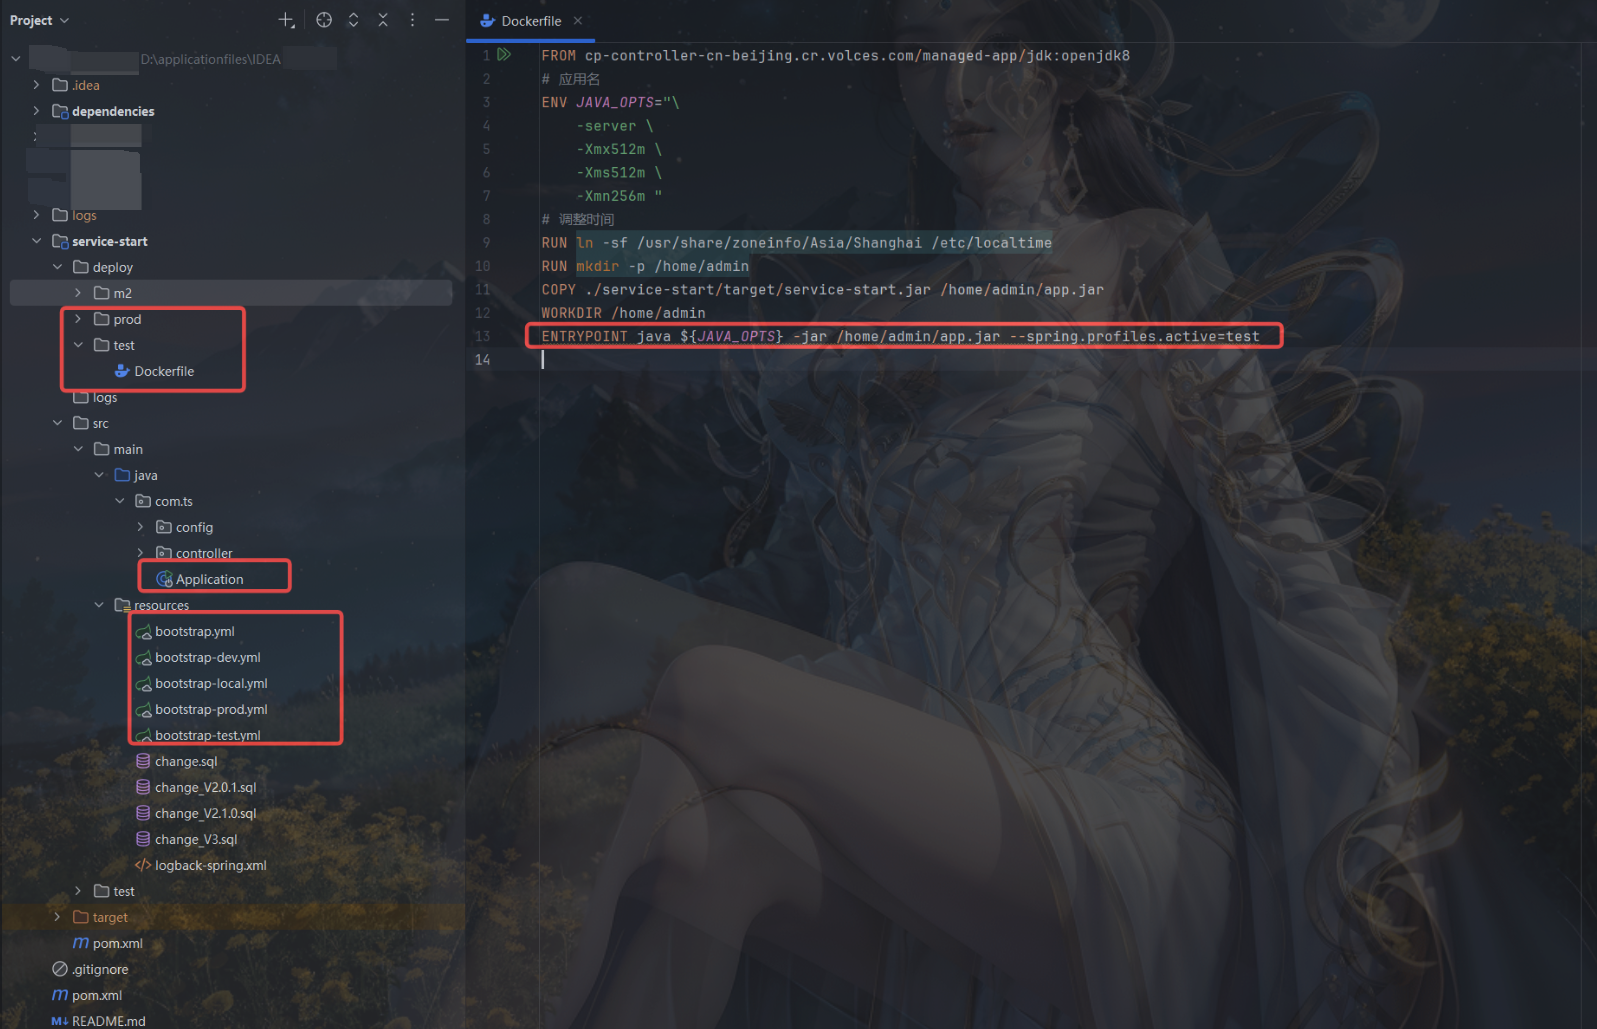 Project
D:\applicationfiles\IDEA
.idea
dependencies
logs
service-start
deploy
m2
prod
test
Dockerfile
logs
src
main
java
com.ts
config
controller
Application
resources
bootstrap.yml
bootstrap-dev.yml
bootstrap-local.yml
bootstrap-prod.yml
bootstrap-test.yml
change.sql
change_V2.0.1.sql
change_V2.1.0.sql
change_V3.sql
logback-spring.xml
test
target
pom.xml
.gitignore
pom.xml
README.md
Dockerfile
1 FROM cp-controller-cn-beijing.cr.volces.com/managed-app/jdk:openjdk8
2 # 应用名
3 ENV JAVA_OPTS="\
4 -server \
5 -Xmx512m \
6 -Xms512m \
7 -Xmn256m "
8 # 调整时间
9 RUN ln -sf /usr/share/zoneinfo/Asia/Shanghai /etc/localtime
10 RUN mkdir -p /home/admin
11 COPY ./service-start/target/service-start.jar /home/admin/app.jar
12 WORKDIR /home/admin
13 ENTRYPOINT java ${JAVA_OPTS} -jar /home/admin/app.jar --spring.profiles.active=test
14